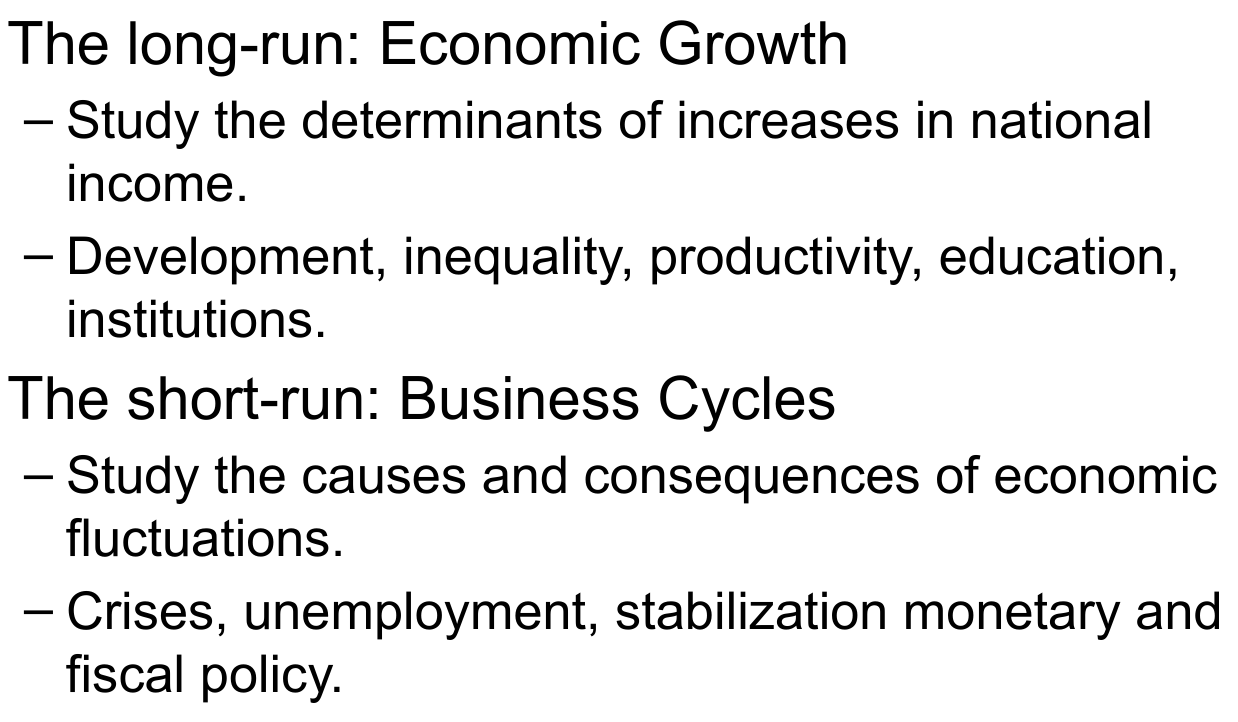 The long-run: Economic Growth
– Study the determinants of increases in national
income.
– Development, inequality, productivity, education,
institutions.
The short-run: Business Cycles
– Study the causes and consequences of economic
fluctuations.
– Crises, unemployment, stabilization monetary and
fiscal policy.